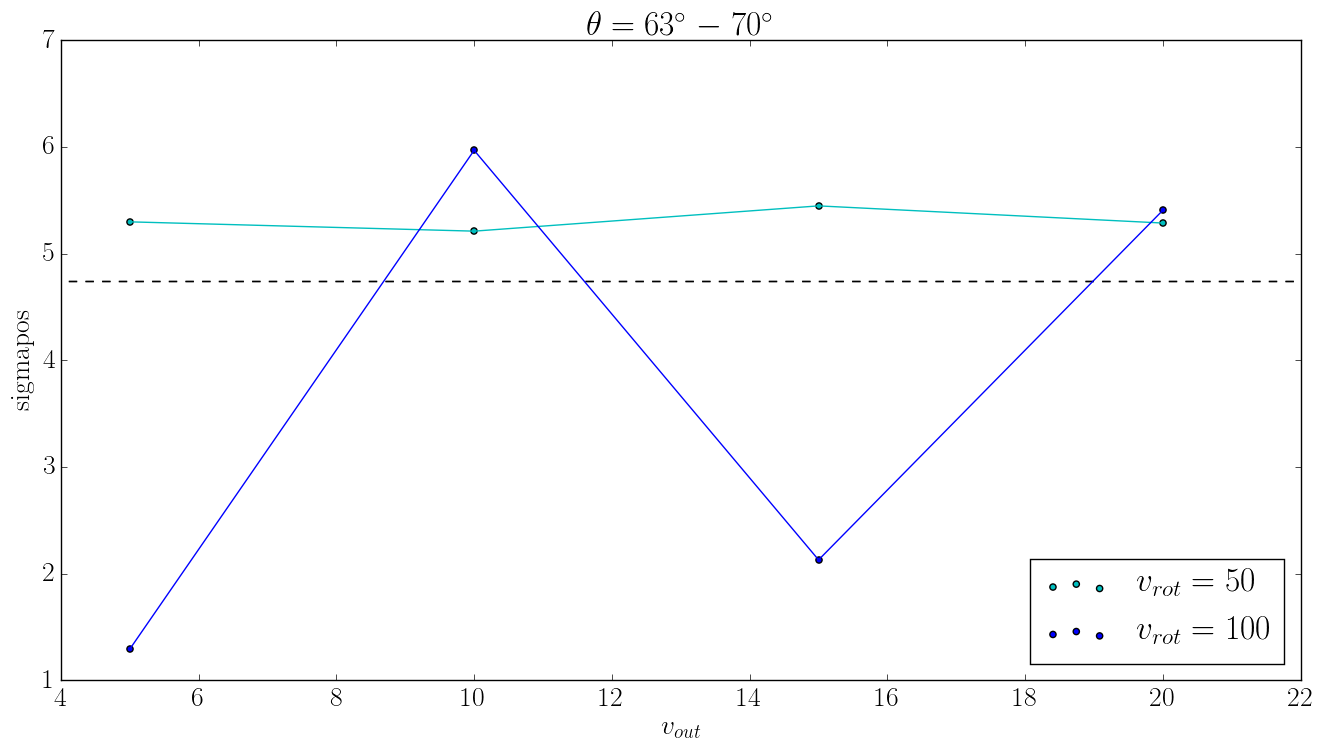 θ = 63° − 70°
7
6
5
4
3
2
1
sigmapos
4 6 8 10 12 14 16 18 20 22
v_out
v_rot = 50
v_rot = 100